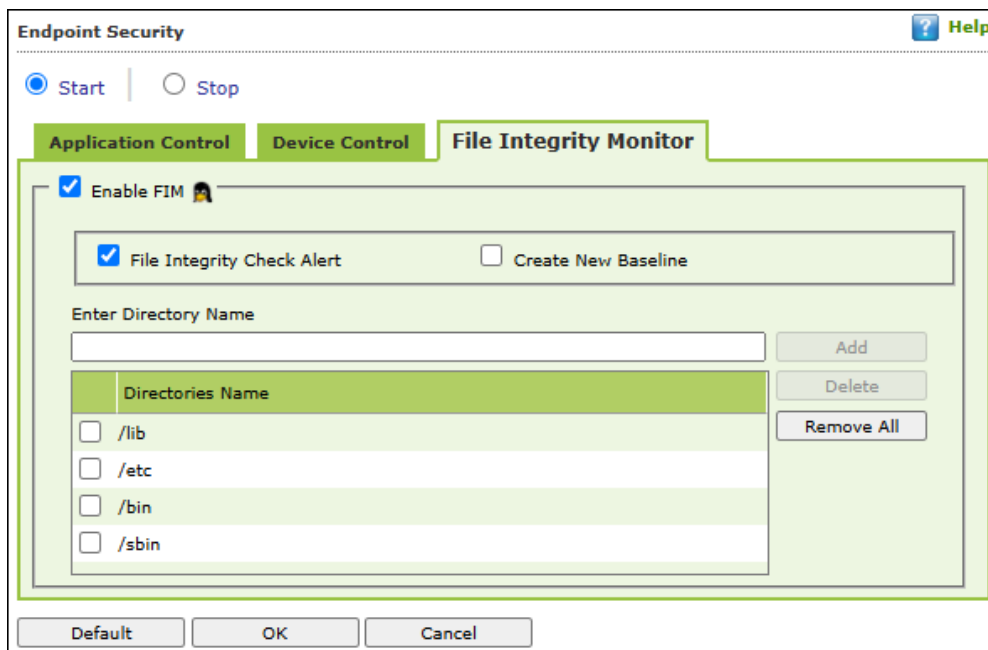 Endpoint Security ? Help
Start Stop
Application Control Device Control File Integrity Monitor
Enable FIM
File Integrity Check Alert Create New Baseline
Enter Directory Name
Add
Directories Name Delete
/lib Remove All
/etc
/bin
/sbin
Default OK Cancel